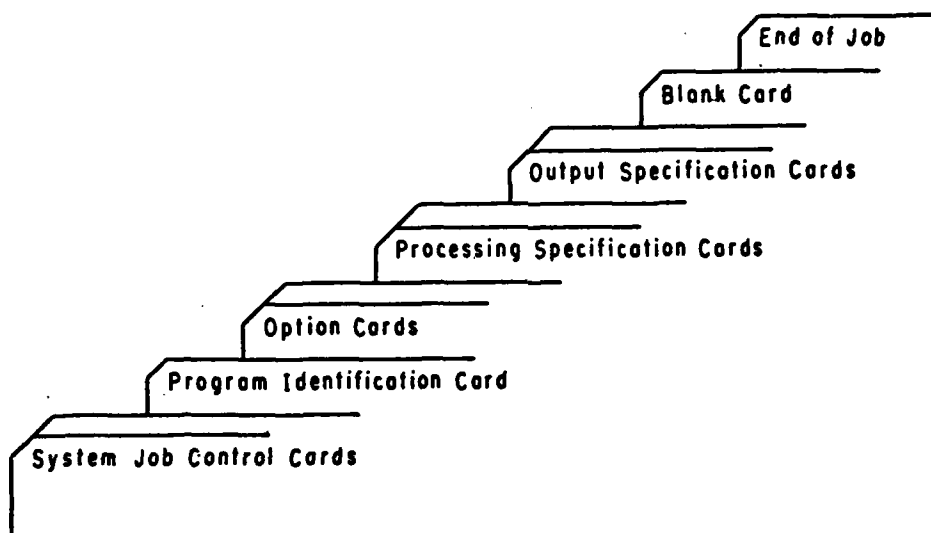 End of Job
Blank Card
Output Specification Cards
Processing Specification Cards
Option Cards
Program Identification Card
System Job Control Cards